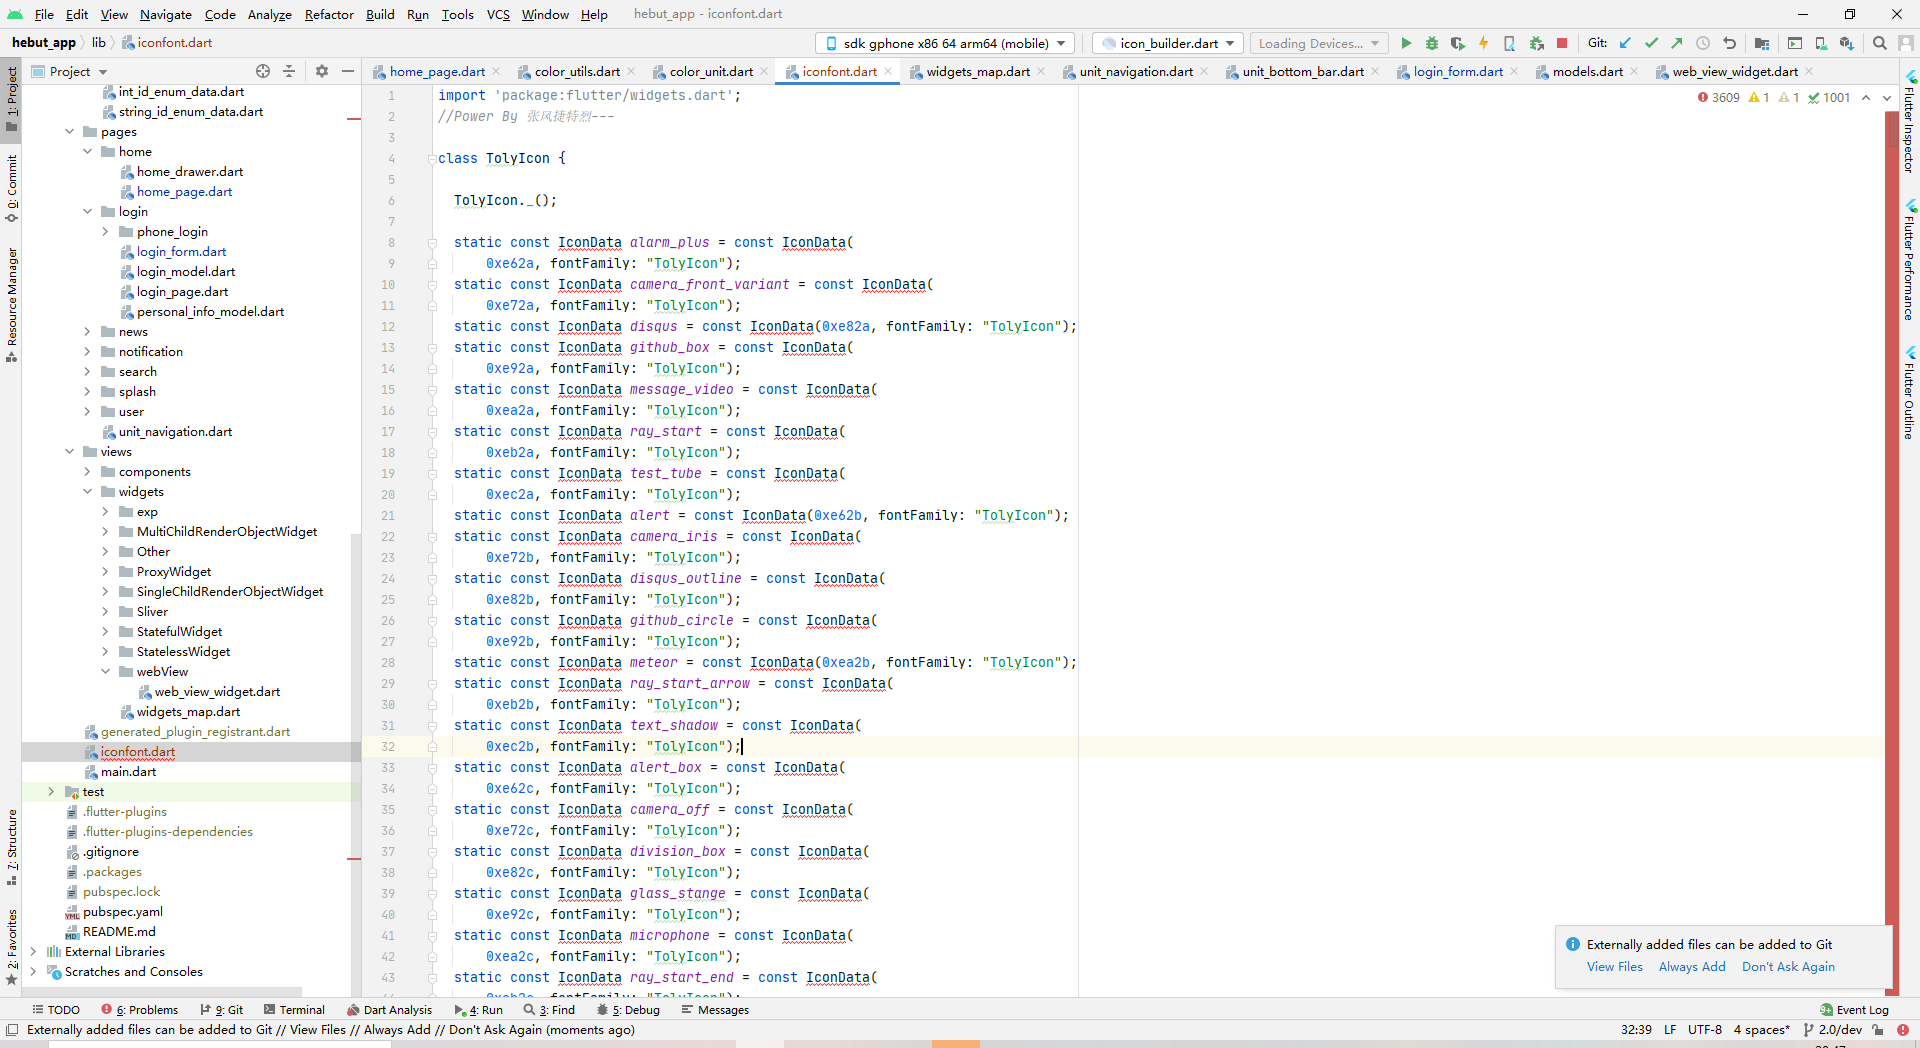 File Edit View Navigate Code Analyze Refactor Build Run Tools VCS Window Help hebut_app - iconfont.dart
hebut_app lib iconfont.dart sdk gphone x86 64 arm64 (mobile) icon_builder.dart Loading Devices... Git:
Project home_page.dart color_utils.dart color_unit.dart iconfont.dart widgets_map.dart unit_navigation.dart unit_bottom_bar.dart login_form.dart models.dart web_view_widget.dart
1: Project
0: Commit
Resource Manager
7: Structure
2: Favorites
int_id_enum_data.dart
string_id_enum_data.dart
pages
home
home_drawer.dart
home_page.dart
login
phone_login
login_form.dart
login_model.dart
login_page.dart
personal_info_model.dart
news
notification
search
splash
user
unit_navigation.dart
views
components
widgets
exp
MultiChildRenderObjectWidget
Other
ProxyWidget
SingleChildRenderObjectWidget
Sliver
StatefulWidget
StatelessWidget
webView
web_view_widget.dart
widgets_map.dart
generated_plugin_registrant.dart
iconfont.dart
main.dart
test
.flutter-plugins
.flutter-plugins-dependencies
.gitignore
.packages
pubspec.lock
pubspec.yaml
README.md
External Libraries
Scratches and Consoles
3609 1 1 1001
1 import 'package:flutter/widgets.dart';
2 //Power By 张风捷特烈---
3
4 class TolyIcon {
5
6 TolyIcon._();
7
8 static const IconData alarm_plus = const IconData(
9 0xe62a, fontFamily: "TolyIcon");
10 static const IconData camera_front_variant = const IconData(
11 0xe72a, fontFamily: "TolyIcon");
12 static const IconData disqus = const IconData(0xe82a, fontFamily: "TolyIcon");
13 static const IconData github_box = const IconData(
14 0xe92a, fontFamily: "TolyIcon");
15 static const IconData message_video = const IconData(
16 0xea2a, fontFamily: "TolyIcon");
17 static const IconData ray_start = const IconData(
18 0xeb2a, fontFamily: "TolyIcon");
19 static const IconData test_tube = const IconData(
20 0xec2a, fontFamily: "TolyIcon");
21 static const IconData alert = const IconData(0xe62b, fontFamily: "TolyIcon");
22 static const IconData camera_iris = const IconData(
23 0xe72b, fontFamily: "TolyIcon");
24 static const IconData disqus_outline = const IconData(
25 0xe82b, fontFamily: "TolyIcon");
26 static const IconData github_circle = const IconData(
27 0xe92b, fontFamily: "TolyIcon");
28 static const IconData meteor = const IconData(0xea2b, fontFamily: "TolyIcon");
29 static const IconData ray_start_arrow = const IconData(
30 0xeb2b, fontFamily: "TolyIcon");
31 static const IconData text_shadow = const IconData(
32 0xec2b, fontFamily: "TolyIcon");
33 static const IconData alert_box = const IconData(
34 0xe62c, fontFamily: "TolyIcon");
35 static const IconData camera_off = const IconData(
36 0xe72c, fontFamily: "TolyIcon");
37 static const IconData division_box = const IconData(
38 0xe82c, fontFamily: "TolyIcon");
39 static const IconData glass_stange = const IconData(
40 0xe92c, fontFamily: "TolyIcon");
41 static const IconData microphone = const IconData(
42 0xea2c, fontFamily: "TolyIcon");
43 static const IconData ray_start_end = const IconData(
Flutter Inspector
Flutter Performance
Flutter Outline
Externally added files can be added to Git
View Files Always Add Don't Ask Again
TODO 6: Problems 9: Git Terminal Dart Analysis 4: Run 3: Find 5: Debug Messages Event Log
Externally added files can be added to Git // View Files // Always Add // Don't Ask Again (moments ago) 32:39 LF UTF-8 4 spaces* 2.0/dev